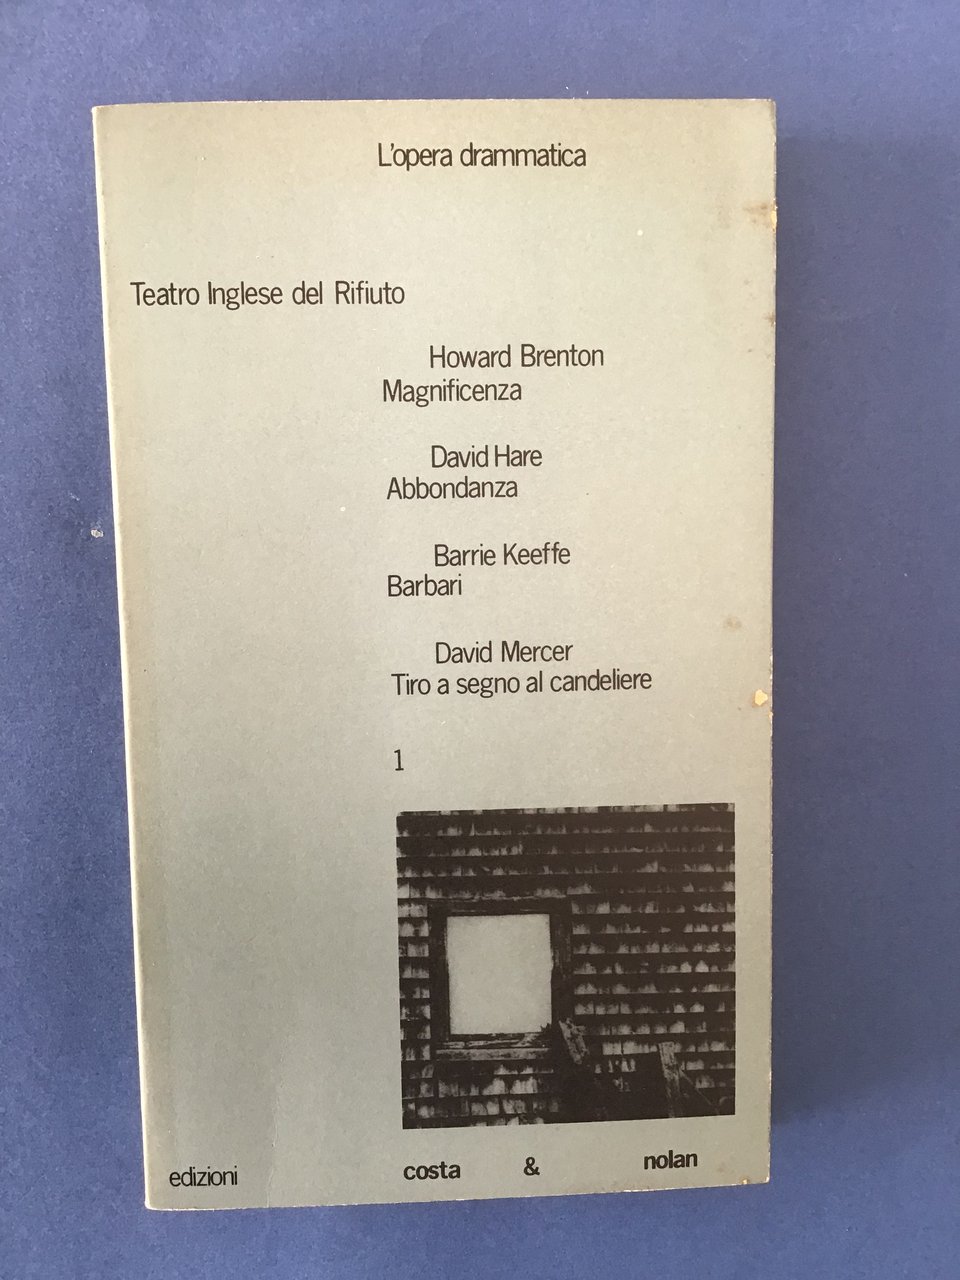 L'opera drammatica
Teatro Inglese del Rifiuto
Howard Brenton
Magnificenza
David Hare
Abbondanza
Barrie Keeffe
Barbari
David Mercer
Tiro a segno al candeliere
1
edizioni costa & nolan